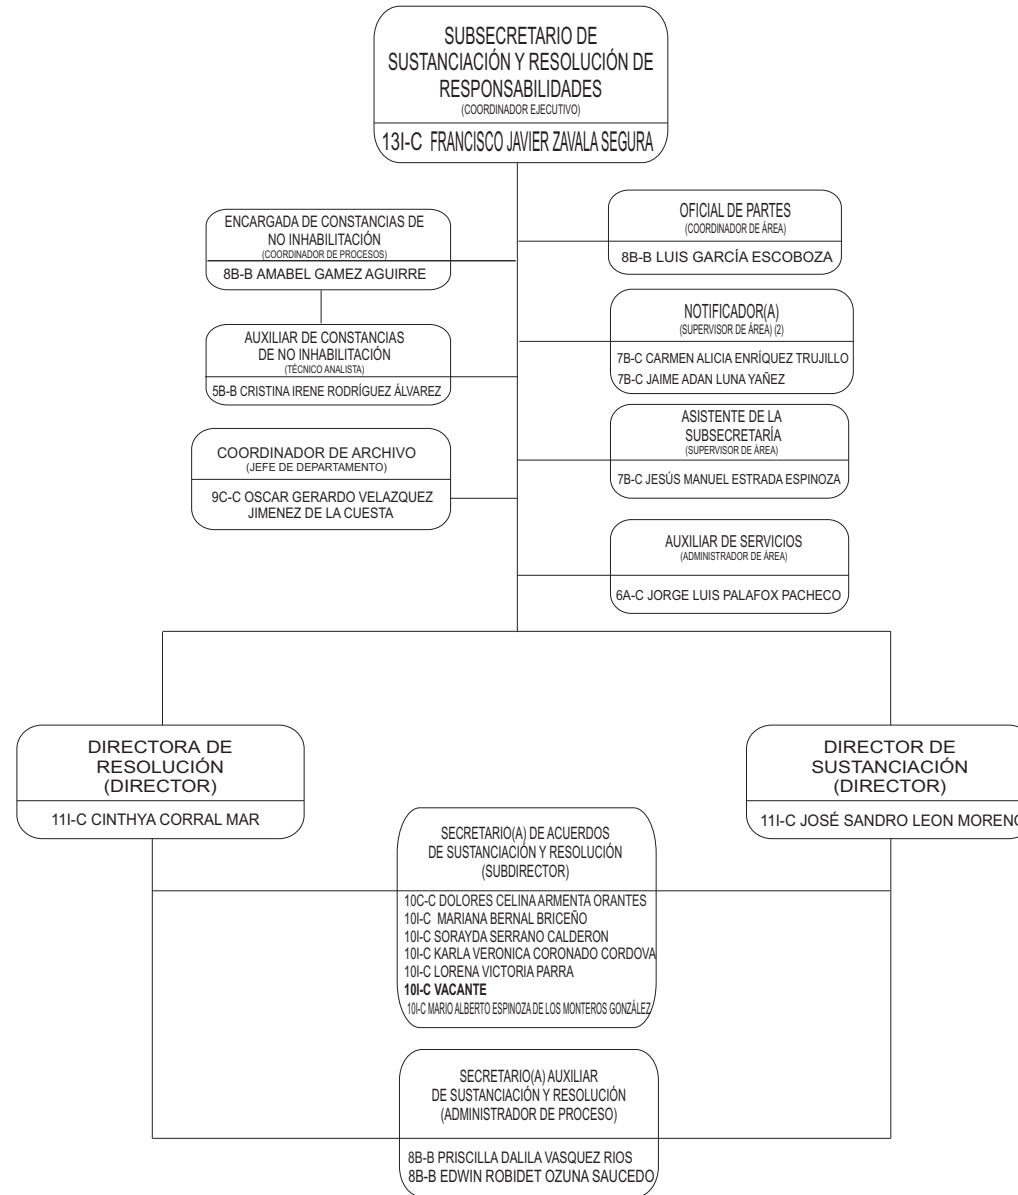 SUBSECRETARIO DE
SUSTANCIACIÓN Y RESOLUCIÓN DE
RESPONSABILIDADES
(COORDINADOR EJECUTIVO)
13I-C FRANCISCO JAVIER ZAVALA SEGURA
ENCARGADA DE CONSTANCIAS DE
NO INHABILITACIÓN
(COORDINADOR DE PROCESOS)
8B-B AMABEL GAMEZ AGUIRRE
OFICIAL DE PARTES
(COORDINADOR DE ÁREA)
8B-B LUIS GARCÍA ESCOBOZA
AUXILIAR DE CONSTANCIAS
DE NO INHABILITACIÓN
(TÉCNICO ANALISTA)
5B-B CRISTINA IRENE RODRÍGUEZ ÁLVAREZ
NOTIFICADOR(A)
(SUPERVISOR DE ÁREA) (2)
7B-C CARMEN ALICIA ENRÍQUEZ TRUJILLO
7B-C JAIME ADAN LUNA YAÑEZ
COORDINADOR DE ARCHIVO
(JEFE DE DEPARTAMENTO)
9C-C OSCAR GERARDO VELAZQUEZ
JIMENEZ DE LA CUESTA
ASISTENTE DE LA
SUBSECRETARÍA
(SUPERVISOR DE ÁREA)
7B-C JESÚS MANUEL ESTRADA ESPINOZA
AUXILIAR DE SERVICIOS
(ADMINISTRADOR DE ÁREA)
6A-C JORGE LUIS PALAFOX PACHECO
DIRECTORA DE
RESOLUCIÓN
(DIRECTOR)
11I-C CINTHYA CORRAL MAR
DIRECTOR DE
SUSTANCIACIÓN
(DIRECTOR)
11I-C JOSÉ SANDRO LEON MORENO
SECRETARIO(A) DE ACUERDOS
DE SUSTANCIACIÓN Y RESOLUCIÓN
(SUBDIRECTOR)
10C-C DOLORES CELINA ARMENTA ORANTES
10I-C MARIANA BERNAL BRICEÑO
10I-C SORAYDA SERRANO CALDERON
10I-C KARLA VERONICA CORONADO CORDOVA
10I-C LORENA VICTORIA PARRA
10I-C VACANTE
10I-C MARIO ALBERTO ESPINOZA DE LOS MONTEROS GONZÁLEZ
SECRETARIO(A) AUXILIAR
DE SUSTANCIACIÓN Y RESOLUCIÓN
(ADMINISTRADOR DE PROCESO)
8B-B PRISCILLA DALILA VASQUEZ RIOS
8B-B EDWIN ROBIDET OZUNA SAUCEDO